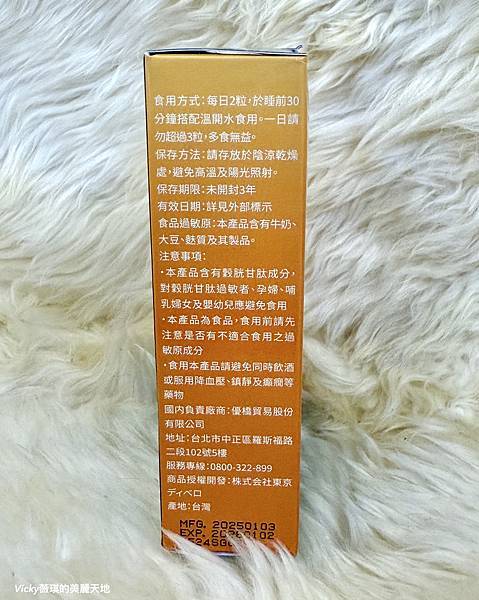 食用方式：每日2粒，於睡前30
分鐘搭配溫開水食用。一日請
勿超過3粒，多食無益。
保存方法：請存放於陰涼乾燥
處，避免高溫及陽光照射。
保存期限：未開封3年
有效日期：詳見外部標示
食品過敏原：本產品含有牛奶、
大豆、麩質及其製品。
注意事項：
·本產品含有穀胱甘肽成分，
對穀胱甘肽過敏者、孕婦、哺
乳婦女及嬰幼兒應避免食用
·本產品為食品，食用前請先
注意是否有不適合食用之過
敏原成分
·食用本產品請避免同時飲酒
或服用降血壓、鎮靜及癲癇等
藥物
國內負責廠商：優橋貿易股份
有限公司
地址：台北市中正區羅斯福路
二段102號5樓
服務專線：0800-322-899
商品授權開發：株式会社東京
ディベロ
產地：台灣
MFG. 20250103
EXP. 20280102
Vicky薇琪的美麗天地